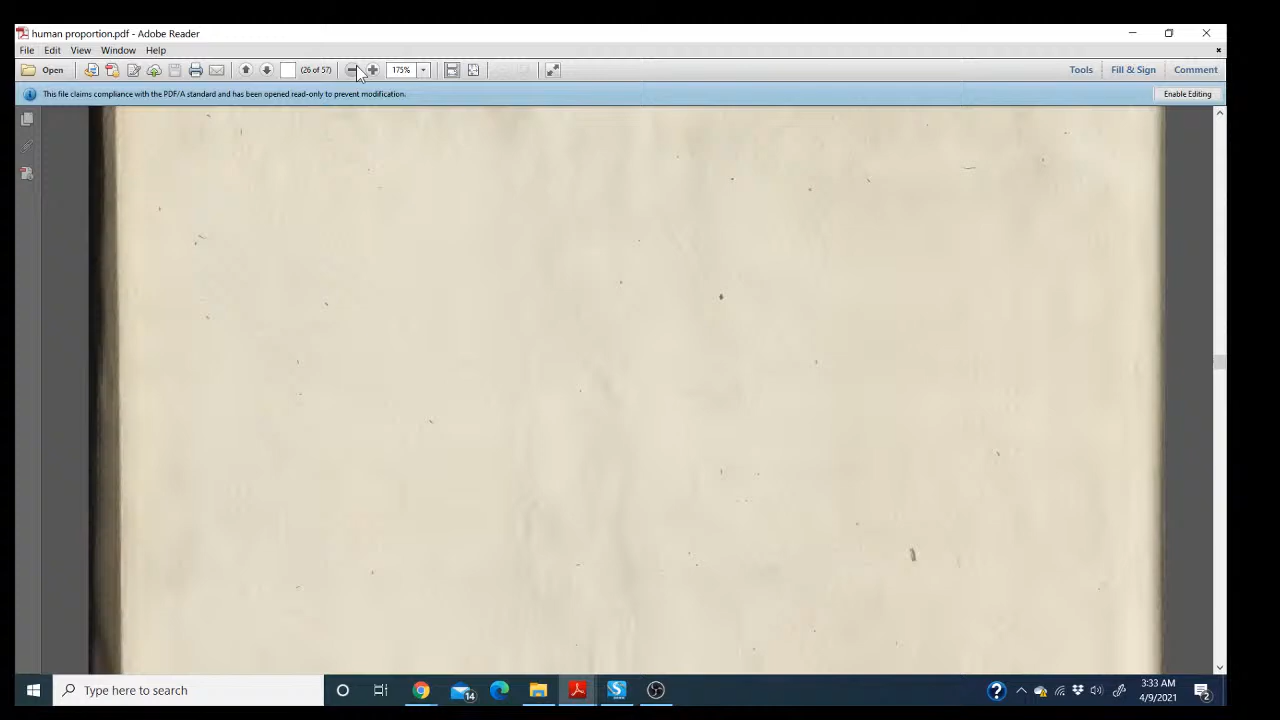 human proportion.pdf - Adobe Reader
File Edit View Window Help
Open (26 of 57) 175% Tools Fill & Sign Comment
This file claims compliance with the PDF/A standard and has been opened read-only to prevent modification. Enable Editing
Type here to search 14 S ? 3:33 AM
4/9/2021 2